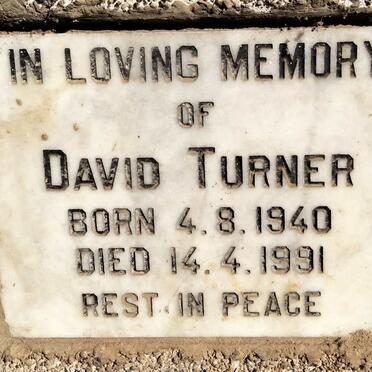 IN LOVING MEMORY
OF
DAVID TURNER
BORN 4.8.1940
DIED 14.4.1991
REST IN PEACE